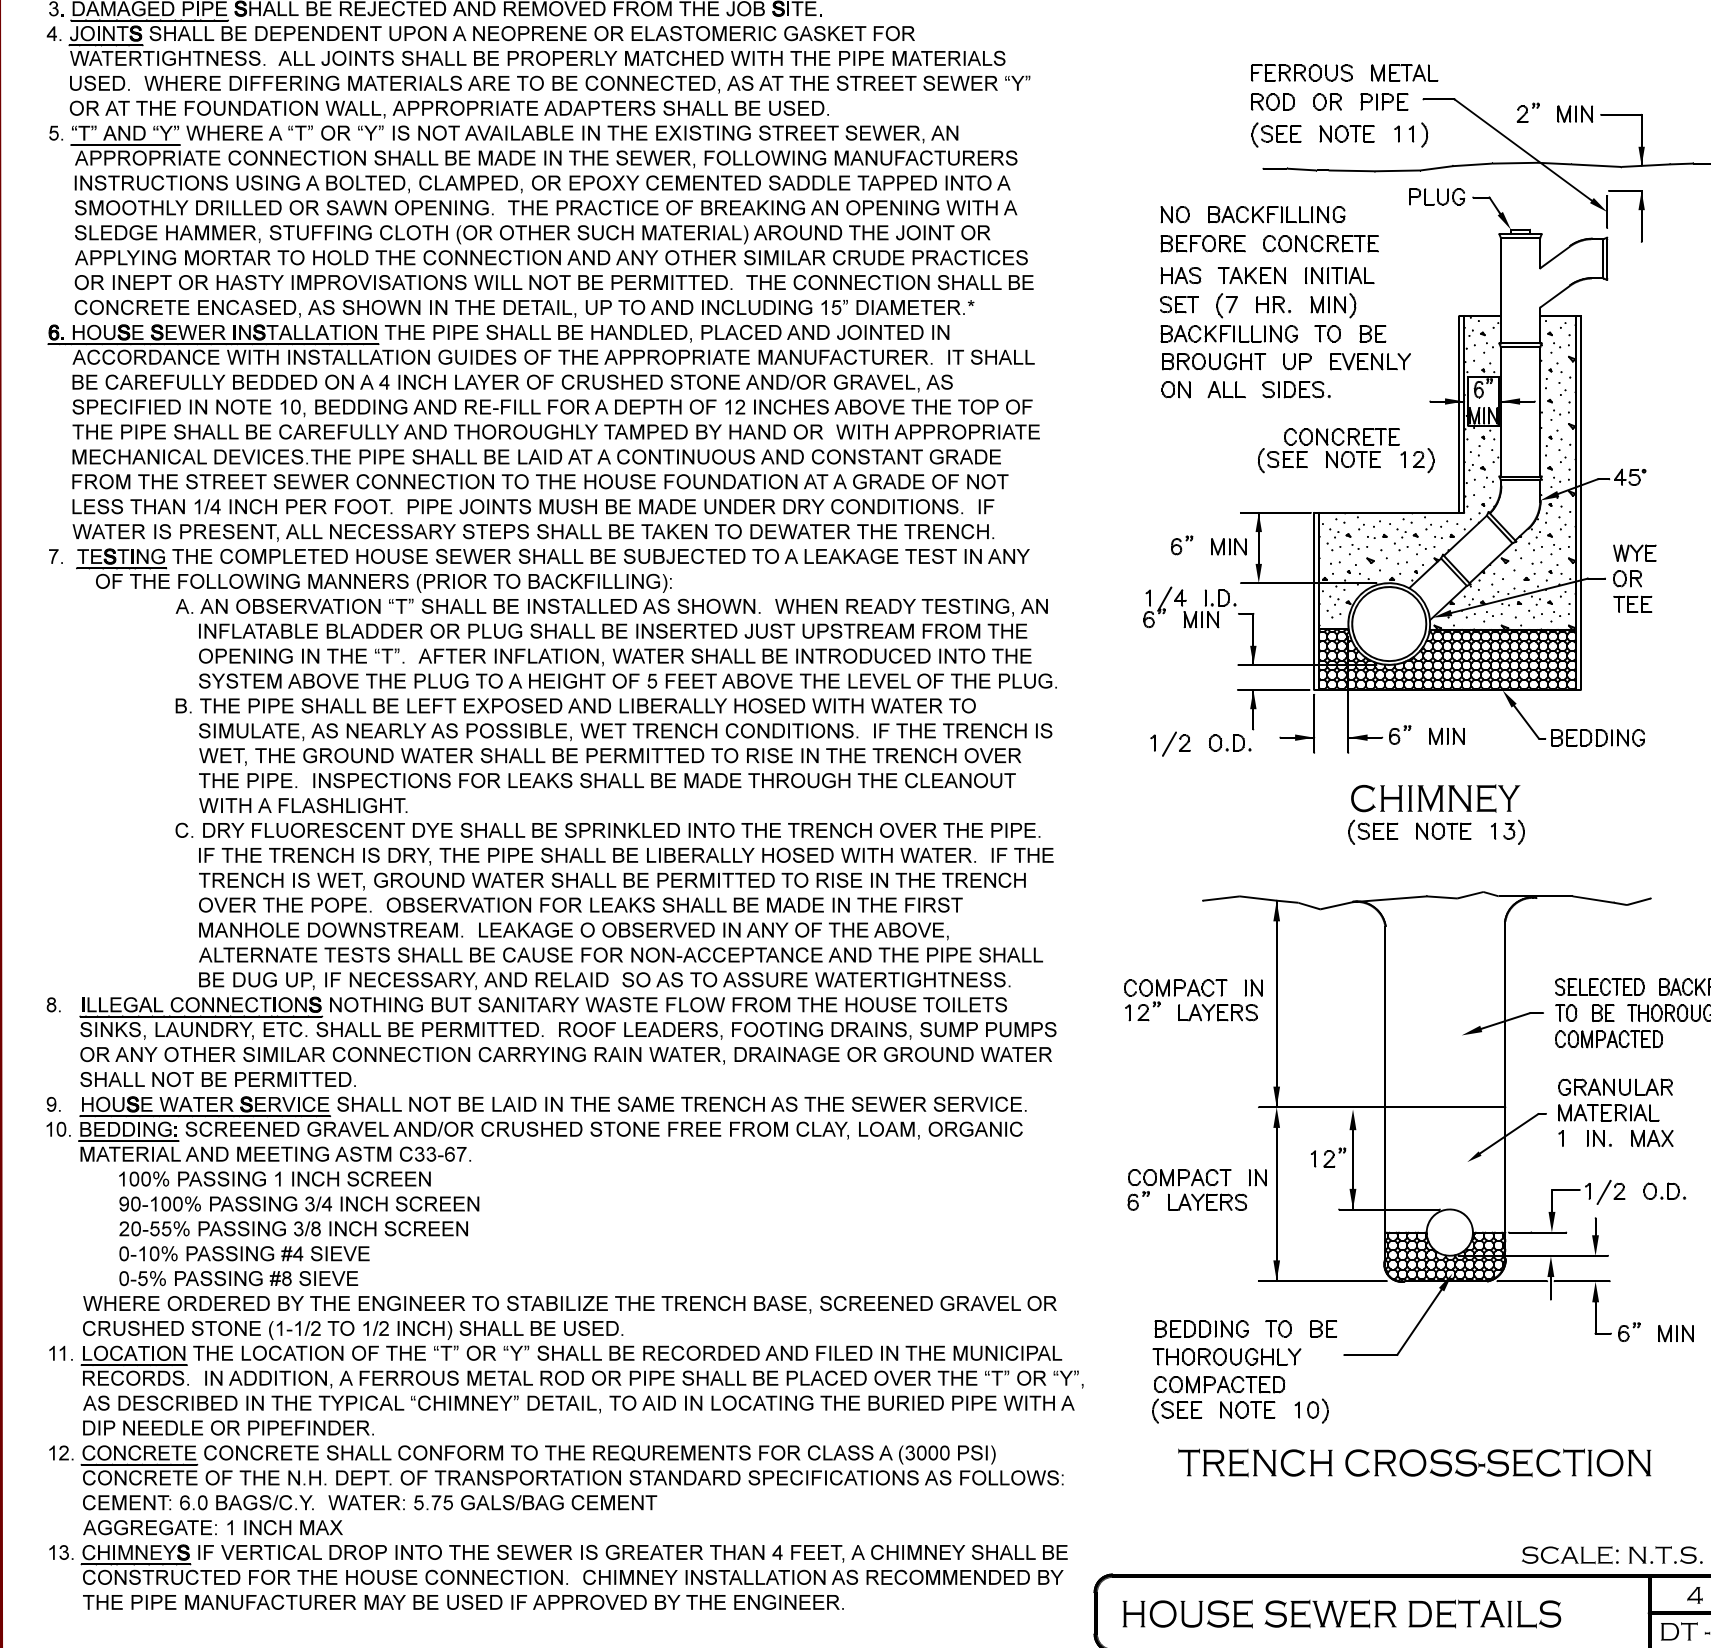 3. DAMAGED PIPE SHALL BE REJECTED AND REMOVED FROM THE JOB SITE.
4. JOINTS SHALL BE DEPENDENT UPON A NEOPRENE OR ELASTOMERIC GASKET FOR
WATERTIGHTNESS. ALL JOINTS SHALL BE PROPERLY MATCHED WITH THE PIPE MATERIALS
USED. WHERE DIFFERING MATERIALS ARE TO BE CONNECTED, AS AT THE STREET SEWER “Y”
OR AT THE FOUNDATION WALL, APPROPRIATE ADAPTERS SHALL BE USED.
5. “T” AND “Y” WHERE A “T” OR “Y” IS NOT AVAILABLE IN THE EXISTING STREET SEWER, AN
APPROPRIATE CONNECTION SHALL BE MADE IN THE SEWER, FOLLOWING MANUFACTURERS
INSTRUCTIONS USING A BOLTED, CLAMPED, OR EPOXY CEMENTED SADDLE TAPPED INTO A
SMOOTHLY DRILLED OR SAWN OPENING. THE PRACTICE OF BREAKING AN OPENING WITH A
SLEDGE HAMMER, STUFFING CLOTH (OR OTHER SUCH MATERIAL) AROUND THE JOINT OR
APPLYING MORTAR TO HOLD THE CONNECTION AND ANY OTHER SIMILAR CRUDE PRACTICES
OR INEPT OR HASTY IMPROVISATIONS WILL NOT BE PERMITTED. THE CONNECTION SHALL BE
CONCRETE ENCASED, AS SHOWN IN THE DETAIL, UP TO AND INCLUDING 15” DIAMETER.*
6. HOUSE SEWER INSTALLATION THE PIPE SHALL BE HANDLED, PLACED AND JOINTED IN
ACCORDANCE WITH INSTALLATION GUIDES OF THE APPROPRIATE MANUFACTURER. IT SHALL
BE CAREFULLY BEDDED ON A 4 INCH LAYER OF CRUSHED STONE AND/OR GRAVEL, AS
SPECIFIED IN NOTE 10, BEDDING AND RE-FILL FOR A DEPTH OF 12 INCHES ABOVE THE TOP OF
THE PIPE SHALL BE CAREFULLY AND THOROUGHLY TAMPED BY HAND OR WITH APPROPRIATE
MECHANICAL DEVICES.THE PIPE SHALL BE LAID AT A CONTINUOUS AND CONSTANT GRADE
FROM THE STREET SEWER CONNECTION TO THE HOUSE FOUNDATION AT A GRADE OF NOT
LESS THAN 1/4 INCH PER FOOT. PIPE JOINTS MUSH BE MADE UNDER DRY CONDITIONS. IF
WATER IS PRESENT, ALL NECESSARY STEPS SHALL BE TAKEN TO DEWATER THE TRENCH.
7. TESTING THE COMPLETED HOUSE SEWER SHALL BE SUBJECTED TO A LEAKAGE TEST IN ANY
OF THE FOLLOWING MANNERS (PRIOR TO BACKFILLING):
A. AN OBSERVATION “T” SHALL BE INSTALLED AS SHOWN. WHEN READY TESTING, AN
INFLATABLE BLADDER OR PLUG SHALL BE INSERTED JUST UPSTREAM FROM THE
OPENING IN THE “T”. AFTER INFLATION, WATER SHALL BE INTRODUCED INTO THE
SYSTEM ABOVE THE PLUG TO A HEIGHT OF 5 FEET ABOVE THE LEVEL OF THE PLUG.
B. THE PIPE SHALL BE LEFT EXPOSED AND LIBERALLY HOSED WITH WATER TO
SIMULATE, AS NEARLY AS POSSIBLE, WET TRENCH CONDITIONS. IF THE TRENCH IS
WET, THE GROUND WATER SHALL BE PERMITTED TO RISE IN THE TRENCH OVER
THE PIPE. INSPECTIONS FOR LEAKS SHALL BE MADE THROUGH THE CLEANOUT
WITH A FLASHLIGHT.
C. DRY FLUORESCENT DYE SHALL BE SPRINKLED INTO THE TRENCH OVER THE PIPE.
IF THE TRENCH IS DRY, THE PIPE SHALL BE LIBERALLY HOSED WITH WATER. IF THE
TRENCH IS WET, GROUND WATER SHALL BE PERMITTED TO RISE IN THE TRENCH
OVER THE POPE. OBSERVATION FOR LEAKS SHALL BE MADE IN THE FIRST
MANHOLE DOWNSTREAM. LEAKAGE O OBSERVED IN ANY OF THE ABOVE,
ALTERNATE TESTS SHALL BE CAUSE FOR NON-ACCEPTANCE AND THE PIPE SHALL
BE DUG UP, IF NECESSARY, AND RELAID SO AS TO ASSURE WATERTIGHTNESS.
8. ILLEGAL CONNECTIONS NOTHING BUT SANITARY WASTE FLOW FROM THE HOUSE TOILETS
SINKS, LAUNDRY, ETC. SHALL BE PERMITTED. ROOF LEADERS, FOOTING DRAINS, SUMP PUMPS
OR ANY OTHER SIMILAR CONNECTION CARRYING RAIN WATER, DRAINAGE OR GROUND WATER
SHALL NOT BE PERMITTED.
9. HOUSE WATER SERVICE SHALL NOT BE LAID IN THE SAME TRENCH AS THE SEWER SERVICE.
10. BEDDING: SCREENED GRAVEL AND/OR CRUSHED STONE FREE FROM CLAY, LOAM, ORGANIC
MATERIAL AND MEETING ASTM C33-67.
100% PASSING 1 INCH SCREEN
90-100% PASSING 3/4 INCH SCREEN
20-55% PASSING 3/8 INCH SCREEN
0-10% PASSING #4 SIEVE
0-5% PASSING #8 SIEVE
WHERE ORDERED BY THE ENGINEER TO STABILIZE THE TRENCH BASE, SCREENED GRAVEL OR
CRUSHED STONE (1-1/2 TO 1/2 INCH) SHALL BE USED.
11. LOCATION THE LOCATION OF THE “T” OR “Y” SHALL BE RECORDED AND FILED IN THE MUNICIPAL
RECORDS. IN ADDITION, A FERROUS METAL ROD OR PIPE SHALL BE PLACED OVER THE “T” OR “Y”,
AS DESCRIBED IN THE TYPICAL “CHIMNEY” DETAIL, TO AID IN LOCATING THE BURIED PIPE WITH A
DIP NEEDLE OR PIPEFINDER.
12. CONCRETE CONCRETE SHALL CONFORM TO THE REQUREMENTS FOR CLASS A (3000 PSI)
CONCRETE OF THE N.H. DEPT. OF TRANSPORTATION STANDARD SPECIFICATIONS AS FOLLOWS:
CEMENT: 6.0 BAGS/C.Y. WATER: 5.75 GALS/BAG CEMENT
AGGREGATE: 1 INCH MAX
13. CHIMNEYS IF VERTICAL DROP INTO THE SEWER IS GREATER THAN 4 FEET, A CHIMNEY SHALL BE
CONSTRUCTED FOR THE HOUSE CONNECTION. CHIMNEY INSTALLATION AS RECOMMENDED BY
THE PIPE MANUFACTURER MAY BE USED IF APPROVED BY THE ENGINEER.
FERROUS METAL
ROD OR PIPE
(SEE NOTE 11)
2” MIN
PLUG
NO BACKFILLING
BEFORE CONCRETE
HAS TAKEN INITIAL
SET (7 HR. MIN)
BACKFILLING TO BE
BROUGHT UP EVENLY
ON ALL SIDES.
6”
MIN
CONCRETE
(SEE NOTE 12)
45°
6” MIN
WYE
OR
TEE
1/4 I.D.
6” MIN
1/2 O.D.
6” MIN
BEDDING
CHIMNEY
(SEE NOTE 13)
COMPACT IN
12” LAYERS
SELECTED BACKF
TO BE THOROUG
COMPACTED
GRANULAR
MATERIAL
1 IN. MAX
12”
COMPACT IN
6” LAYERS
1/2 O.D.
6” MIN
BEDDING TO BE
THOROUGHLY
COMPACTED
(SEE NOTE 10)
TRENCH CROSS-SECTION
SCALE: N.T.S.
HOUSE SEWER DETAILS
4
DT -